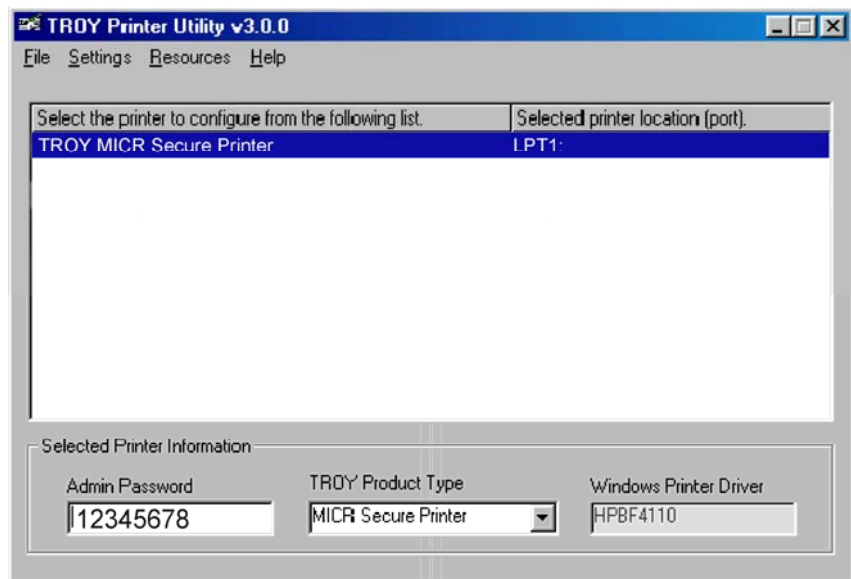 TROY Printer Utility v3.0.0
File Settings Resources Help
Select the printer to configure from the following list. Selected printer location (port).
TROY MICR Secure Printer LPT1:
Selected Printer Information
Admin Password TROY Product Type Windows Printer Driver
12345678 MICR Secure Printer HPBF4110